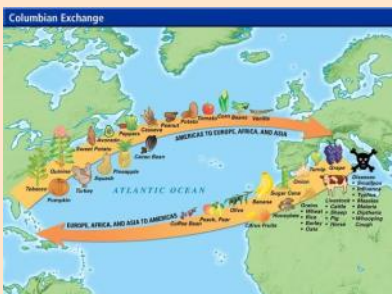 Columbian Exchange
Tobacco
Quinine
Pumpkin
Sweet Potato
Avocado
Turkey
Squash
Peppers
Pineapple
Cassava
Cacao Bean
Peanut
Potato
Tomato
Corn
Beans
Vanilla
AMERICAS TO EUROPE, AFRICA, AND ASIA
ATLANTIC OCEAN
EUROPE, AFRICA, AND ASIA TO AMERICAS
Coffee Bean
Peach, Pear
Olive
Citrus Fruits
Banana
Honeybee
Sugar Cane
Onion
Turnip
Grape
Grains
• Wheat
• Rice
• Barley
• Oats
Livestock
• Cattle
• Sheep
• Pig
• Horse
Diseases
• Smallpox
• Influenza
• Typhus
• Measles
• Malaria
• Diptheria
• Whooping
Cough